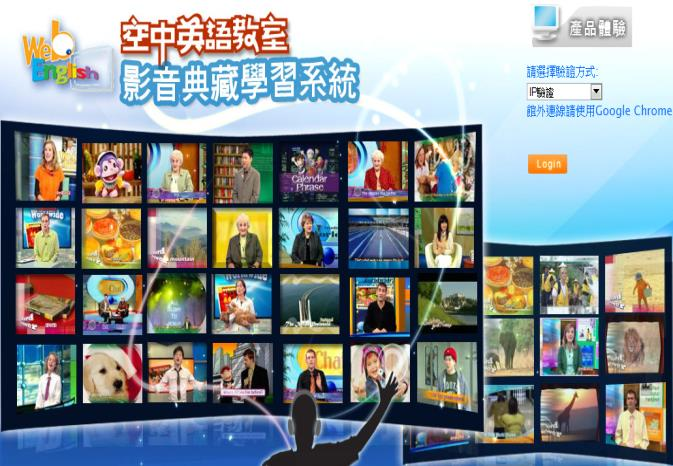 Web
English
空中英語教室
影音典藏學習系統
產品體驗
請選擇驗證方式:
IP驗證
館外連線請使用Google Chrome
Login
Calendar
Phrase